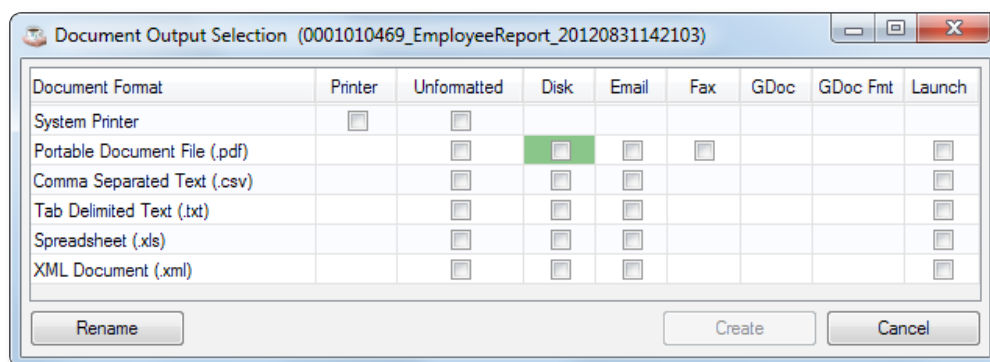 Document Output Selection (0001010469_EmployeeReport_20120831142103)
Document Format Printer Unformatted Disk Email Fax GDoc GDoc Fmt Launch
System Printer
Portable Document File (.pdf)
Comma Separated Text (.csv)
Tab Delimited Text (.txt)
Spreadsheet (.xls)
XML Document (.xml)
Rename Create Cancel